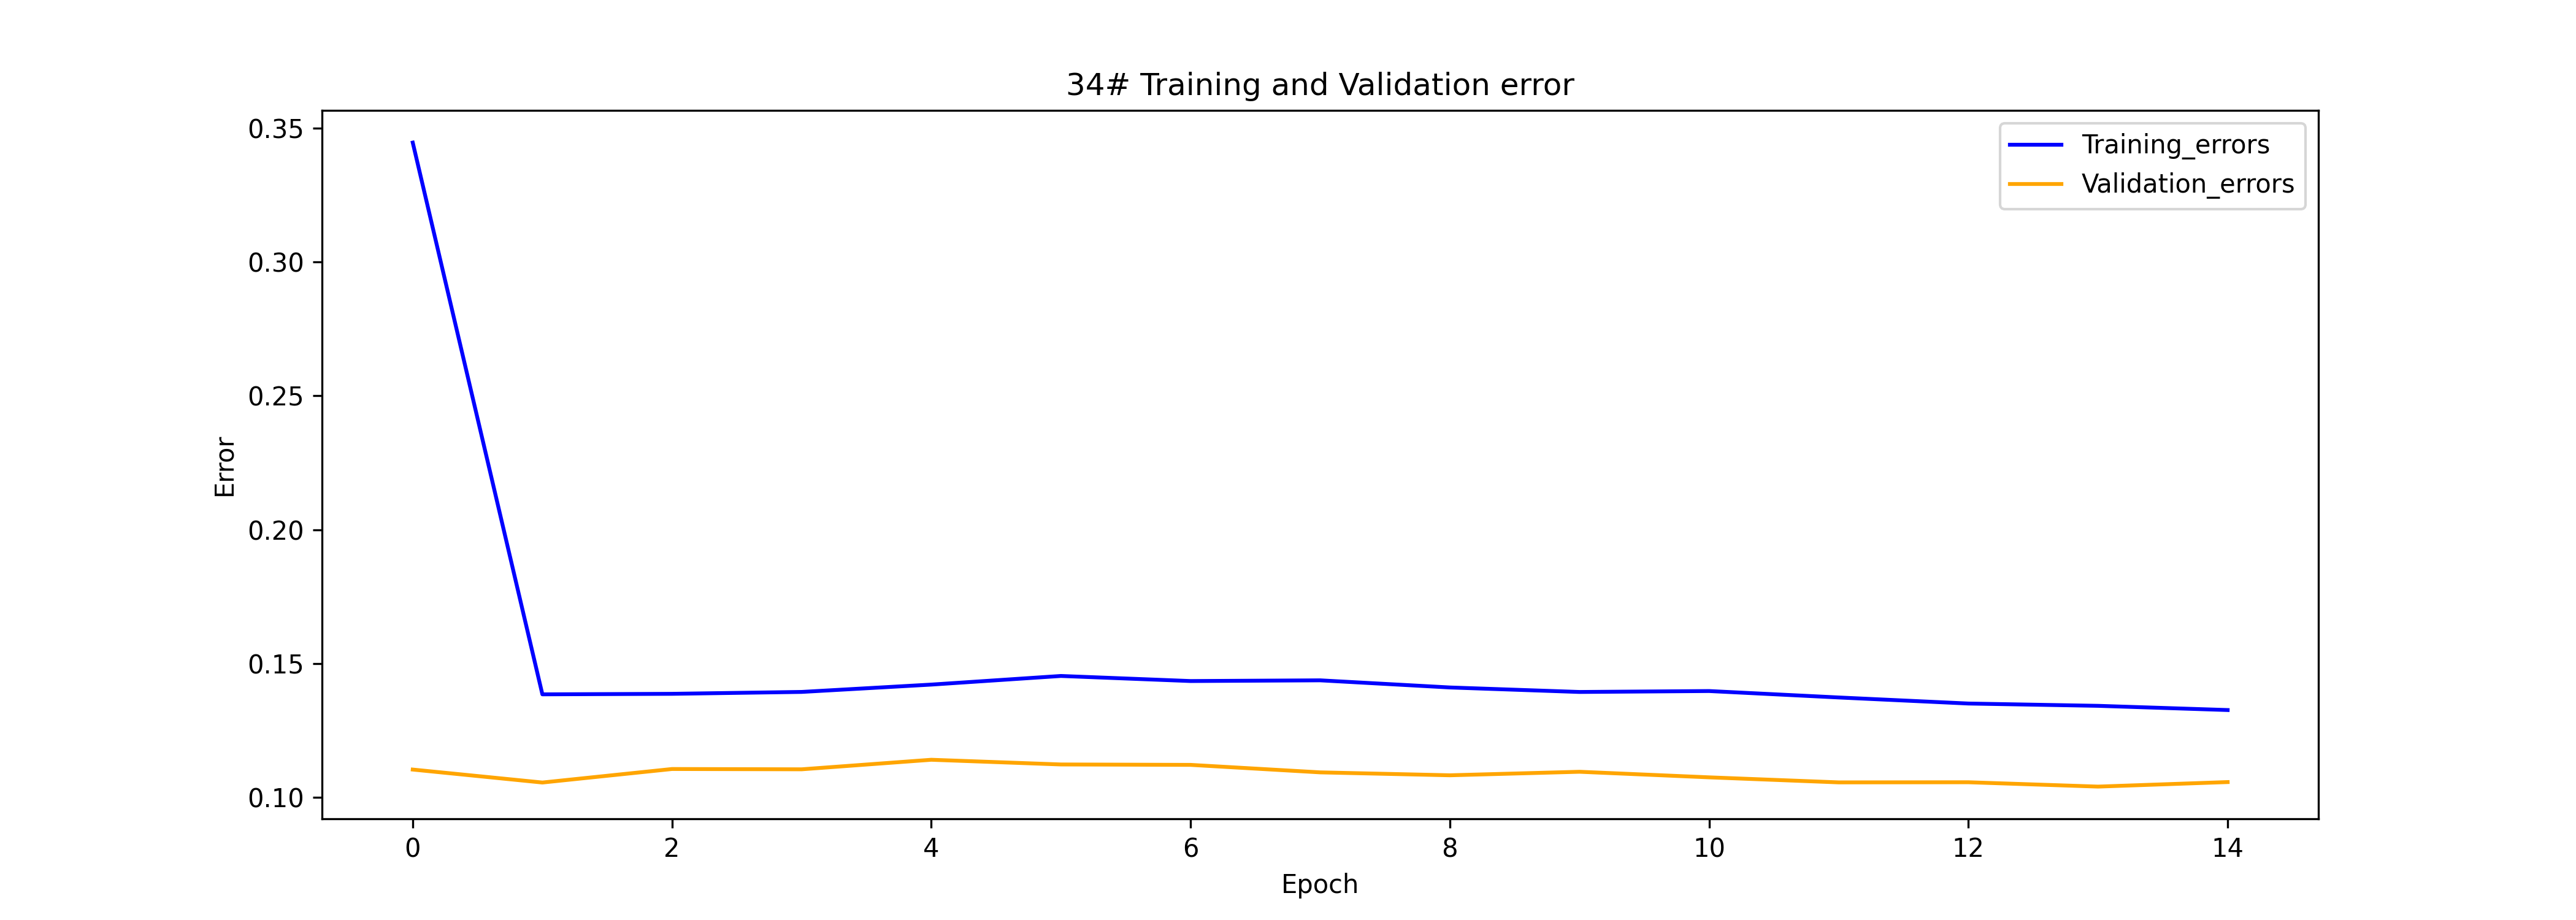 34# Training and Validation error
Training_errors
Validation_errors
0.35
0.30
0.25
0.20
0.15
0.10
Error
0 2 4 6 8 10 12 14
Epoch